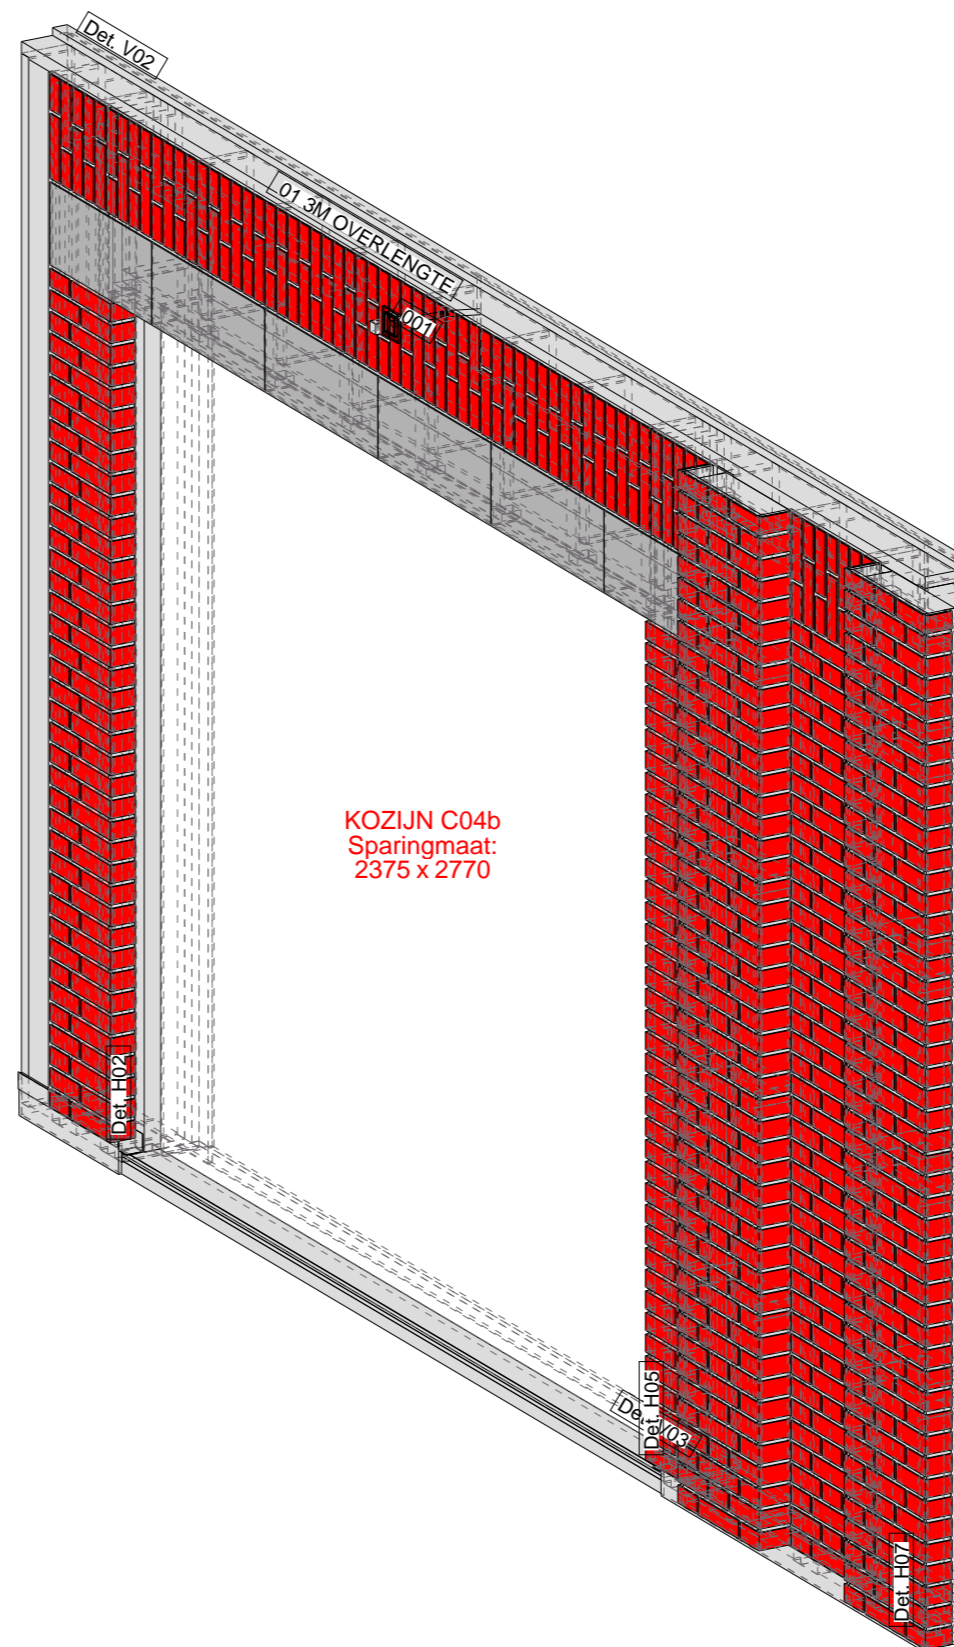 Det. V02
01 3M OVERLENGTE
001
KOZIJN C04b
Sparingmaat:
2375 x 2770
Det. H02
Det. H05
Det. V03
Det. H07